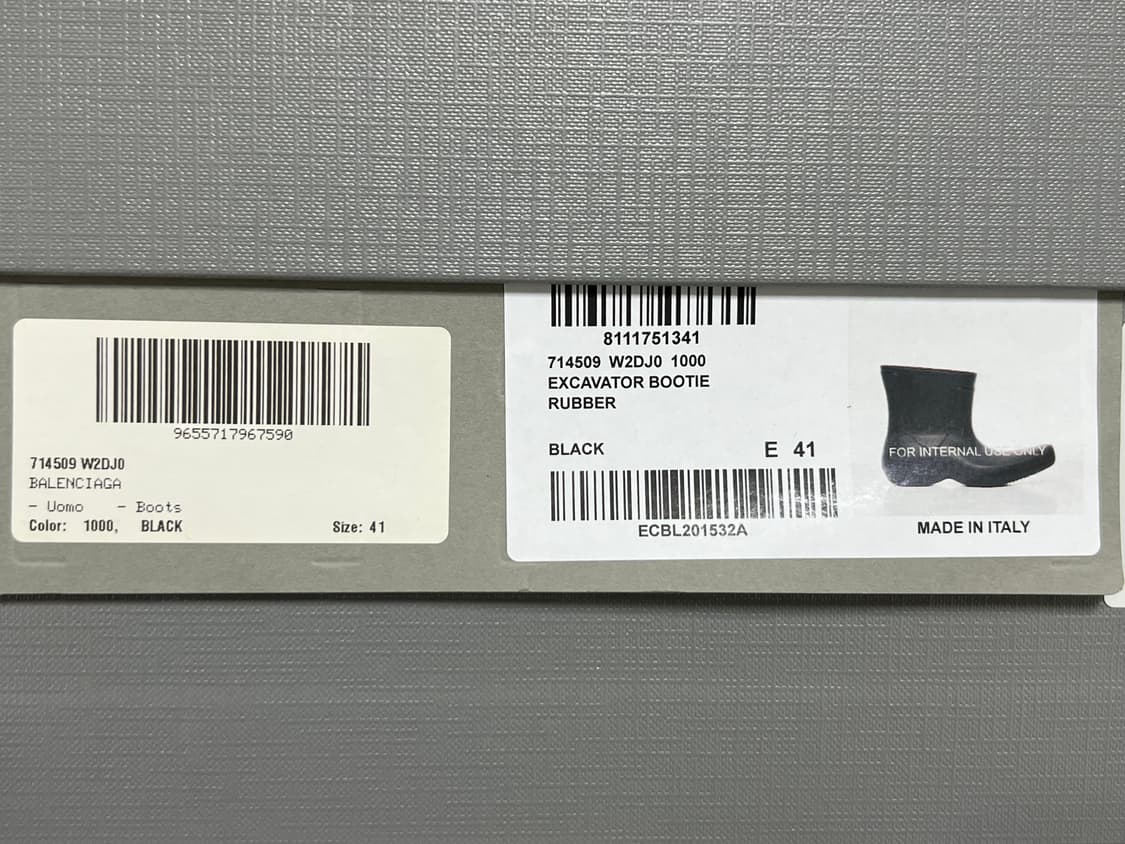 9655717967590
714509 W2DJ0
BALENCIAGA
- Uomo - Boots
Color: 1000, BLACK Size: 41
8111751341
714509 W2DJ0 1000
EXCAVATOR BOOTIE
RUBBER
BLACK E 41
ECBL201532A
FOR INTERNAL USE ONLY
MADE IN ITALY